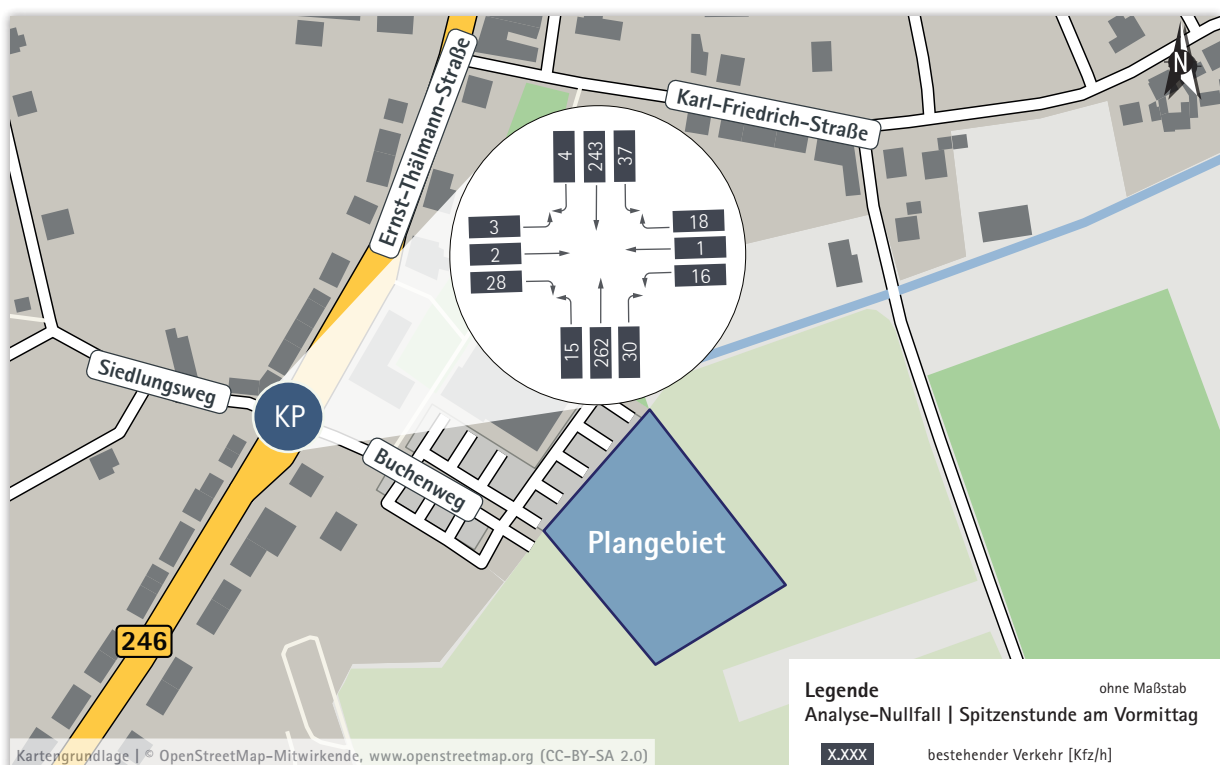 N
Karl-Friedrich-Straße
Ernst-Thälmann-Straße
4
243
37
3
2
28
18
1
16
15
262
30
Siedlungsweg
KP
Buchenweg
Plangebiet
246
Legende
ohne Maßstab
Analyse-Nullfall | Spitzenstunde am Vormittag
X.XXX bestehender Verkehr [Kfz/h]
Kartengrundlage | © OpenStreetMap-Mitwirkende, www.openstreetmap.org (CC-BY-SA 2.0)